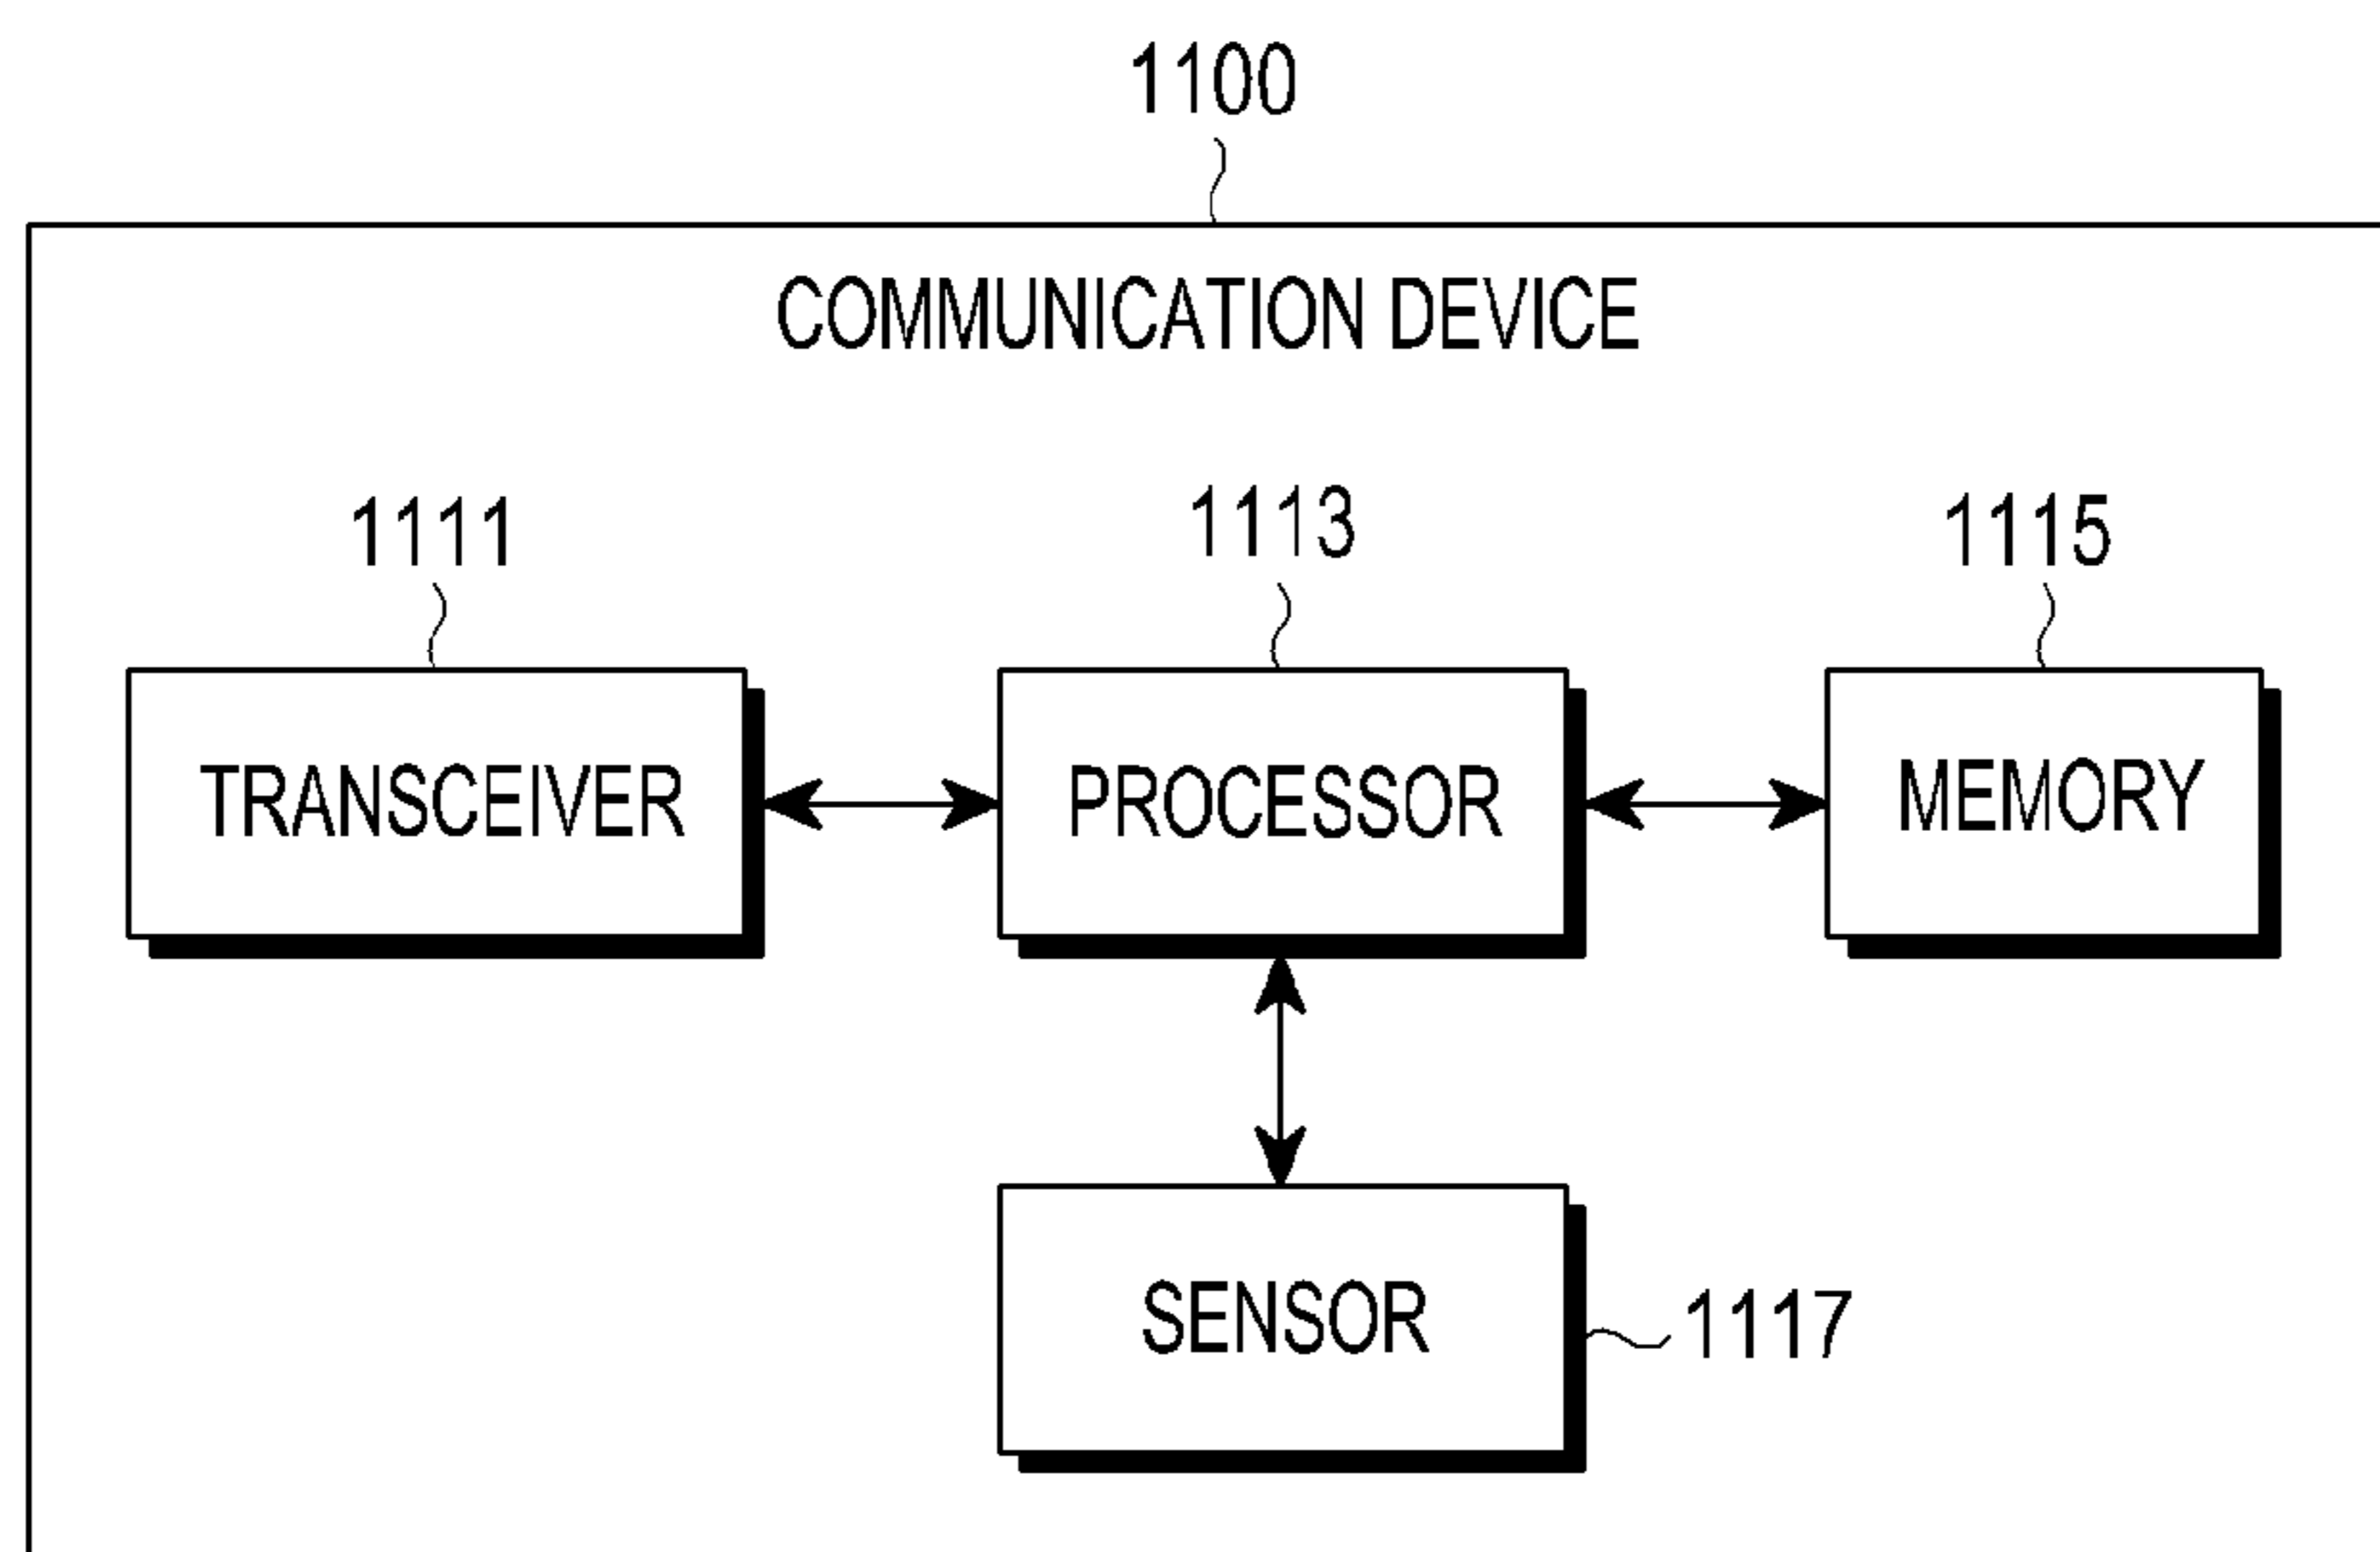 1100
COMMUNICATION DEVICE
1111
1113
1115
TRANSCEIVER
PROCESSOR
MEMORY
SENSOR
1117